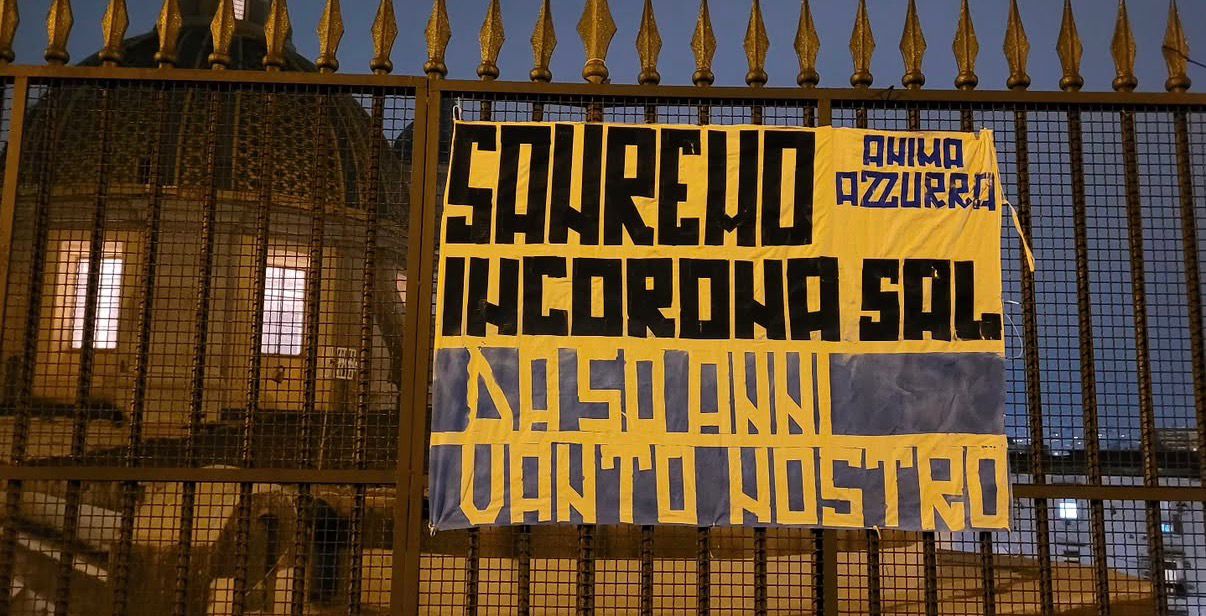 SANREMO
ANIMA
AZZURRA
INCORONA SAL
DA 50 ANNI
VANTO NOSTRO